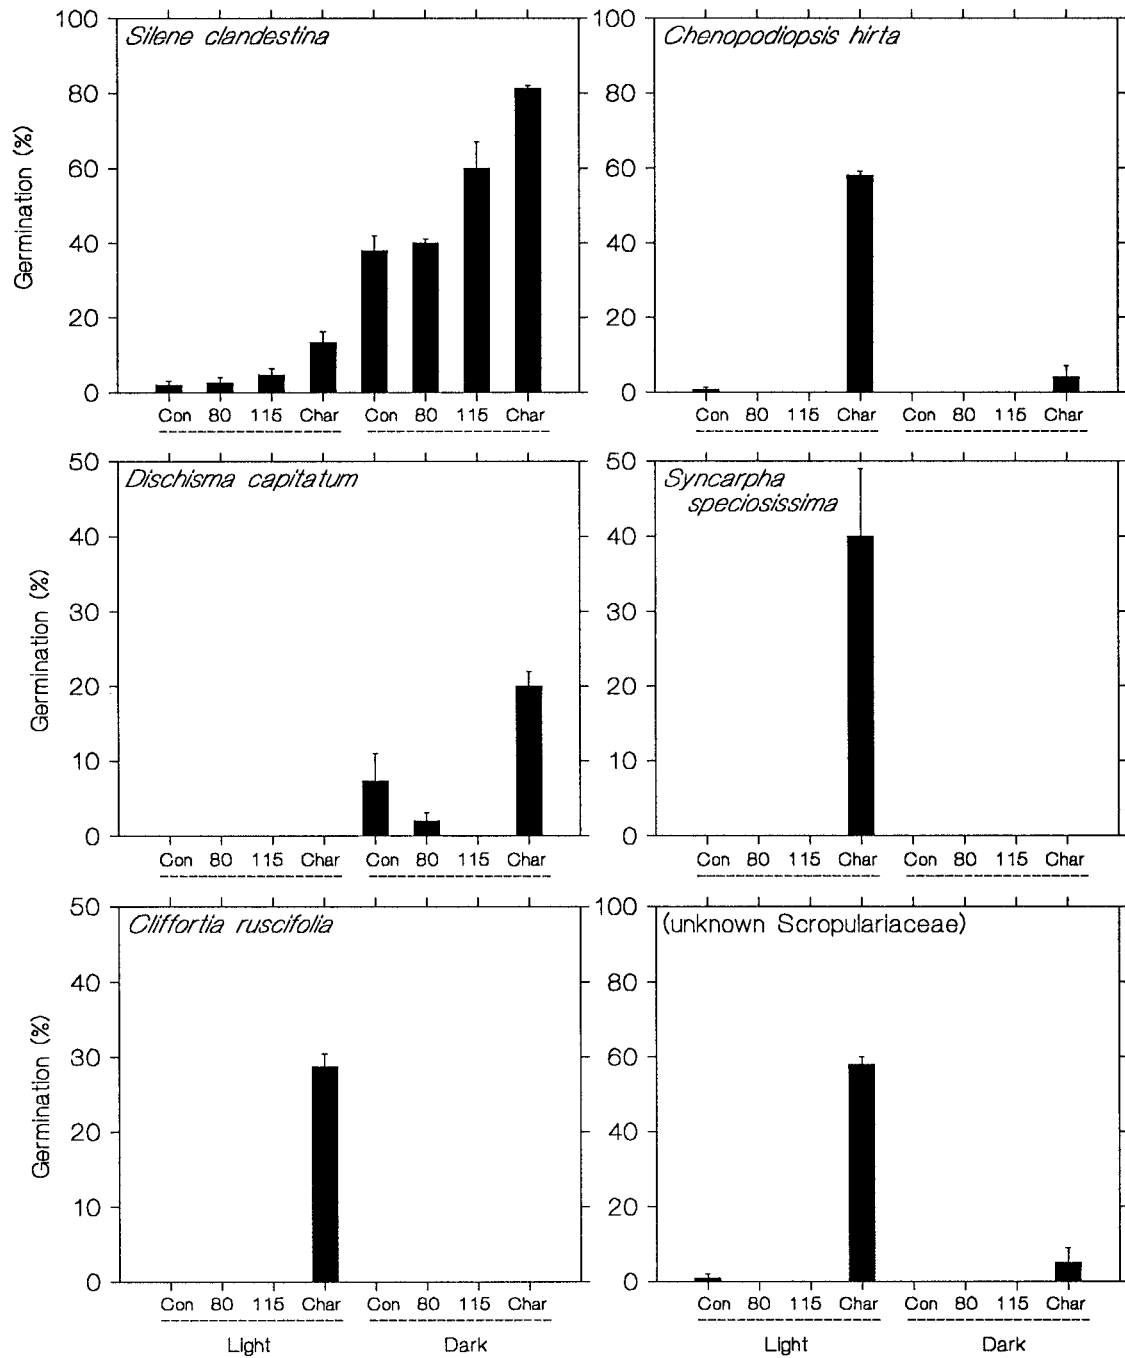 Silene clandestina
100
80
60
40
20
0
Germination (%)
Con 80 115 Char Con 80 115 Char
Chenopodiopsis hirta
100
80
60
40
20
0
Con 80 115 Char Con 80 115 Char
Dischisma capitatum
50
40
30
20
10
0
Germination (%)
Con 80 115 Char Con 80 115 Char
Syncarpha
speciosissima
50
40
30
20
10
0
Con 80 115 Char Con 80 115 Char
Cliffortia ruscifolia
50
40
30
20
10
0
Germination (%)
Con 80 115 Char Con 80 115 Char
Light Dark
(unknown Scropulariaceae)
100
80
60
40
20
0
Con 80 115 Char Con 80 115 Char
Light Dark